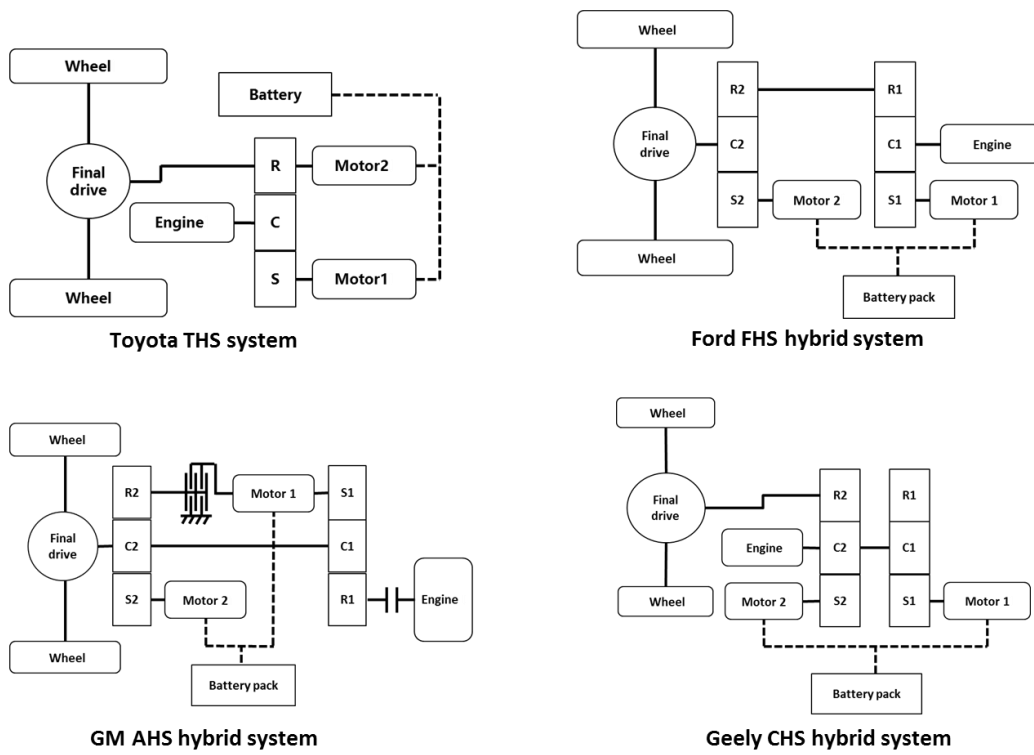 Wheel
Battery
Final
drive
R
Motor2
Engine
C
S
Motor1
Wheel
Toyota THS system
Wheel
R2
R1
Final
drive
C2
C1
Engine
S2
Motor 2
S1
Motor 1
Wheel
Battery pack
Ford FHS hybrid system
Wheel
R2
Motor 1
S1
Final
drive
C2
C1
S2
Motor 2
R1
Engine
Wheel
Battery pack
GM AHS hybrid system
Wheel
R2
R1
Final
drive
Engine
C2
C1
Wheel
Motor 2
S2
S1
Motor 1
Battery pack
Geely CHS hybrid system